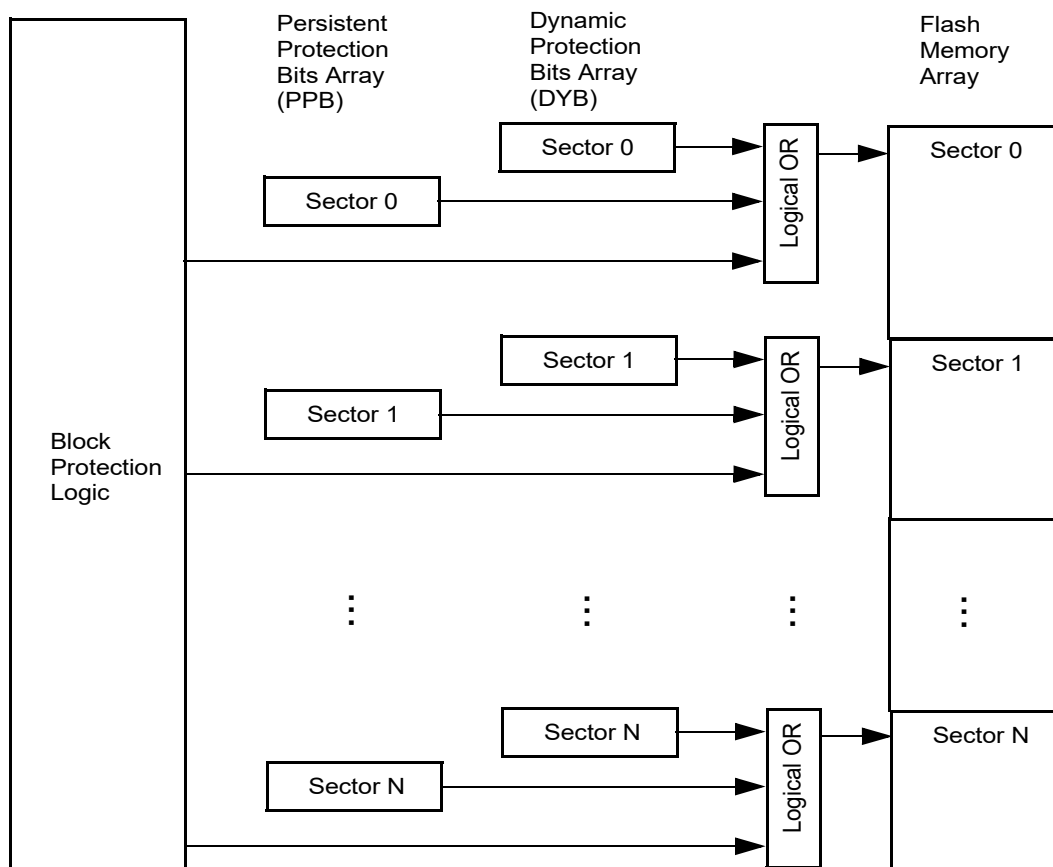 Persistent
Protection
Bits Array
(PPB)
Dynamic
Protection
Bits Array
(DYB)
Flash
Memory
Array
Sector 0
Sector 0
Logical OR
Sector 0
Sector 1
Sector 1
Logical OR
Sector 1
Block
Protection
Logic
Sector N
Sector N
Logical OR
Sector N